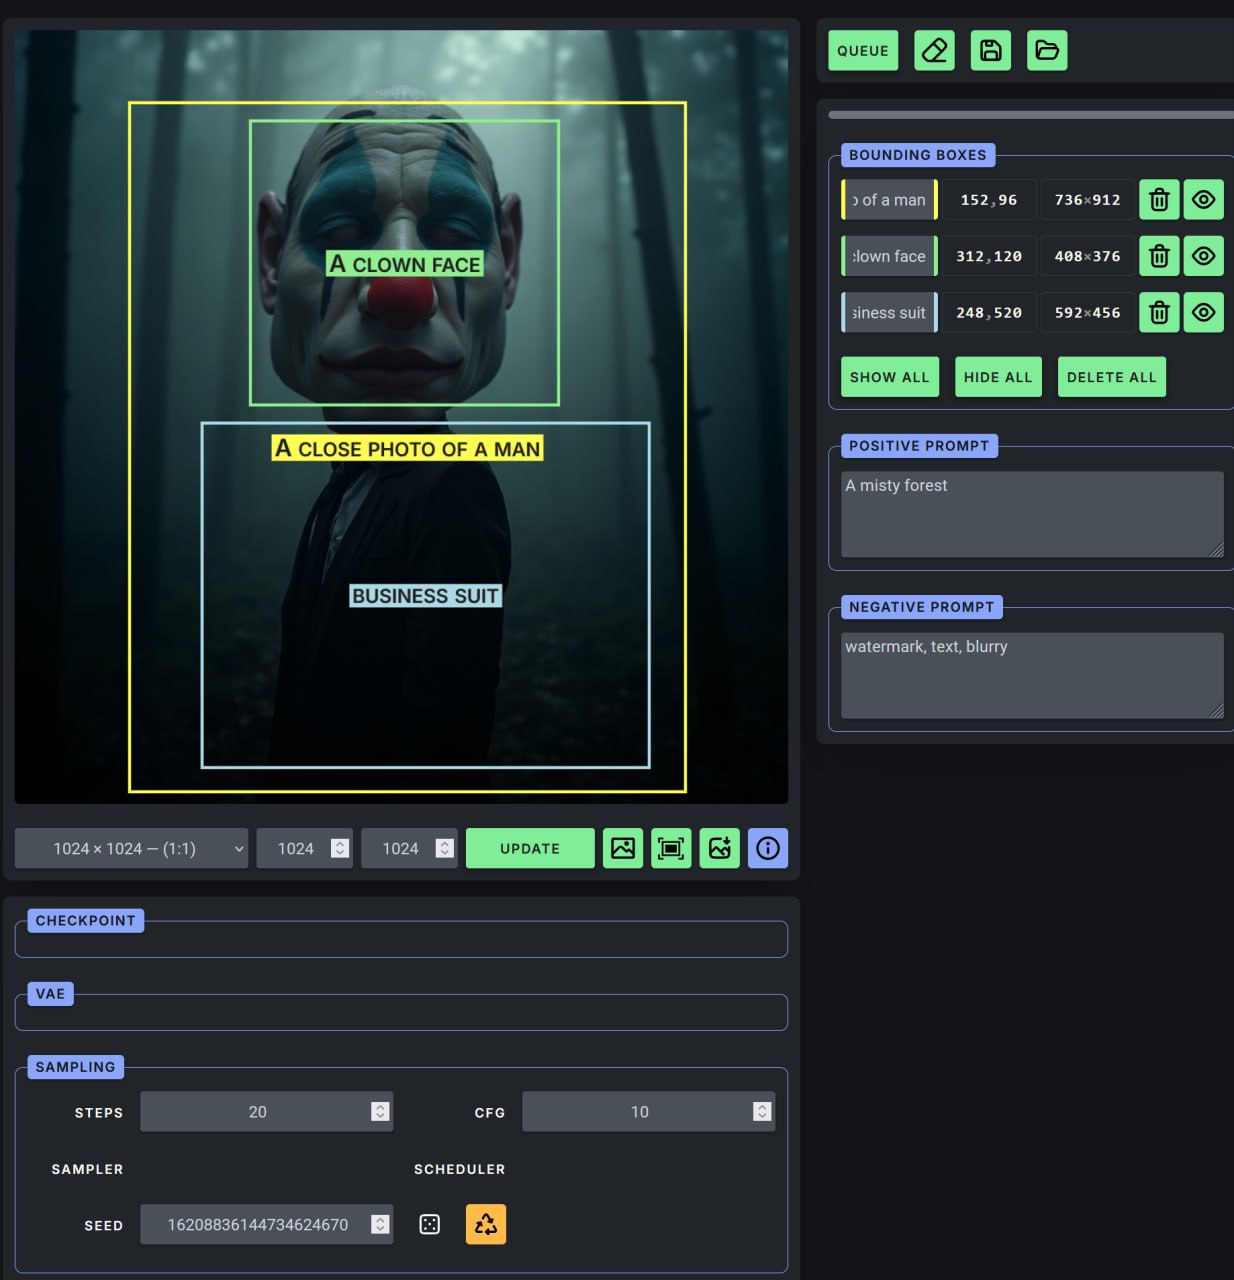 A CLOWN FACE
A CLOSE PHOTO OF A MAN
BUSINESS SUIT
1024 × 1024 — (1:1)
1024
1024
UPDATE
CHECKPOINT
VAE
SAMPLING
STEPS
20
CFG
10
SAMPLER
SCHEDULER
SEED
16208836144734624670
QUEUE
BOUNDING BOXES
o of a man 152,96 736×912
clown face 312,120 408×376
siness suit 248,520 592×456
SHOW ALL HIDE ALL DELETE ALL
POSITIVE PROMPT
A misty forest
NEGATIVE PROMPT
watermark, text, blurry